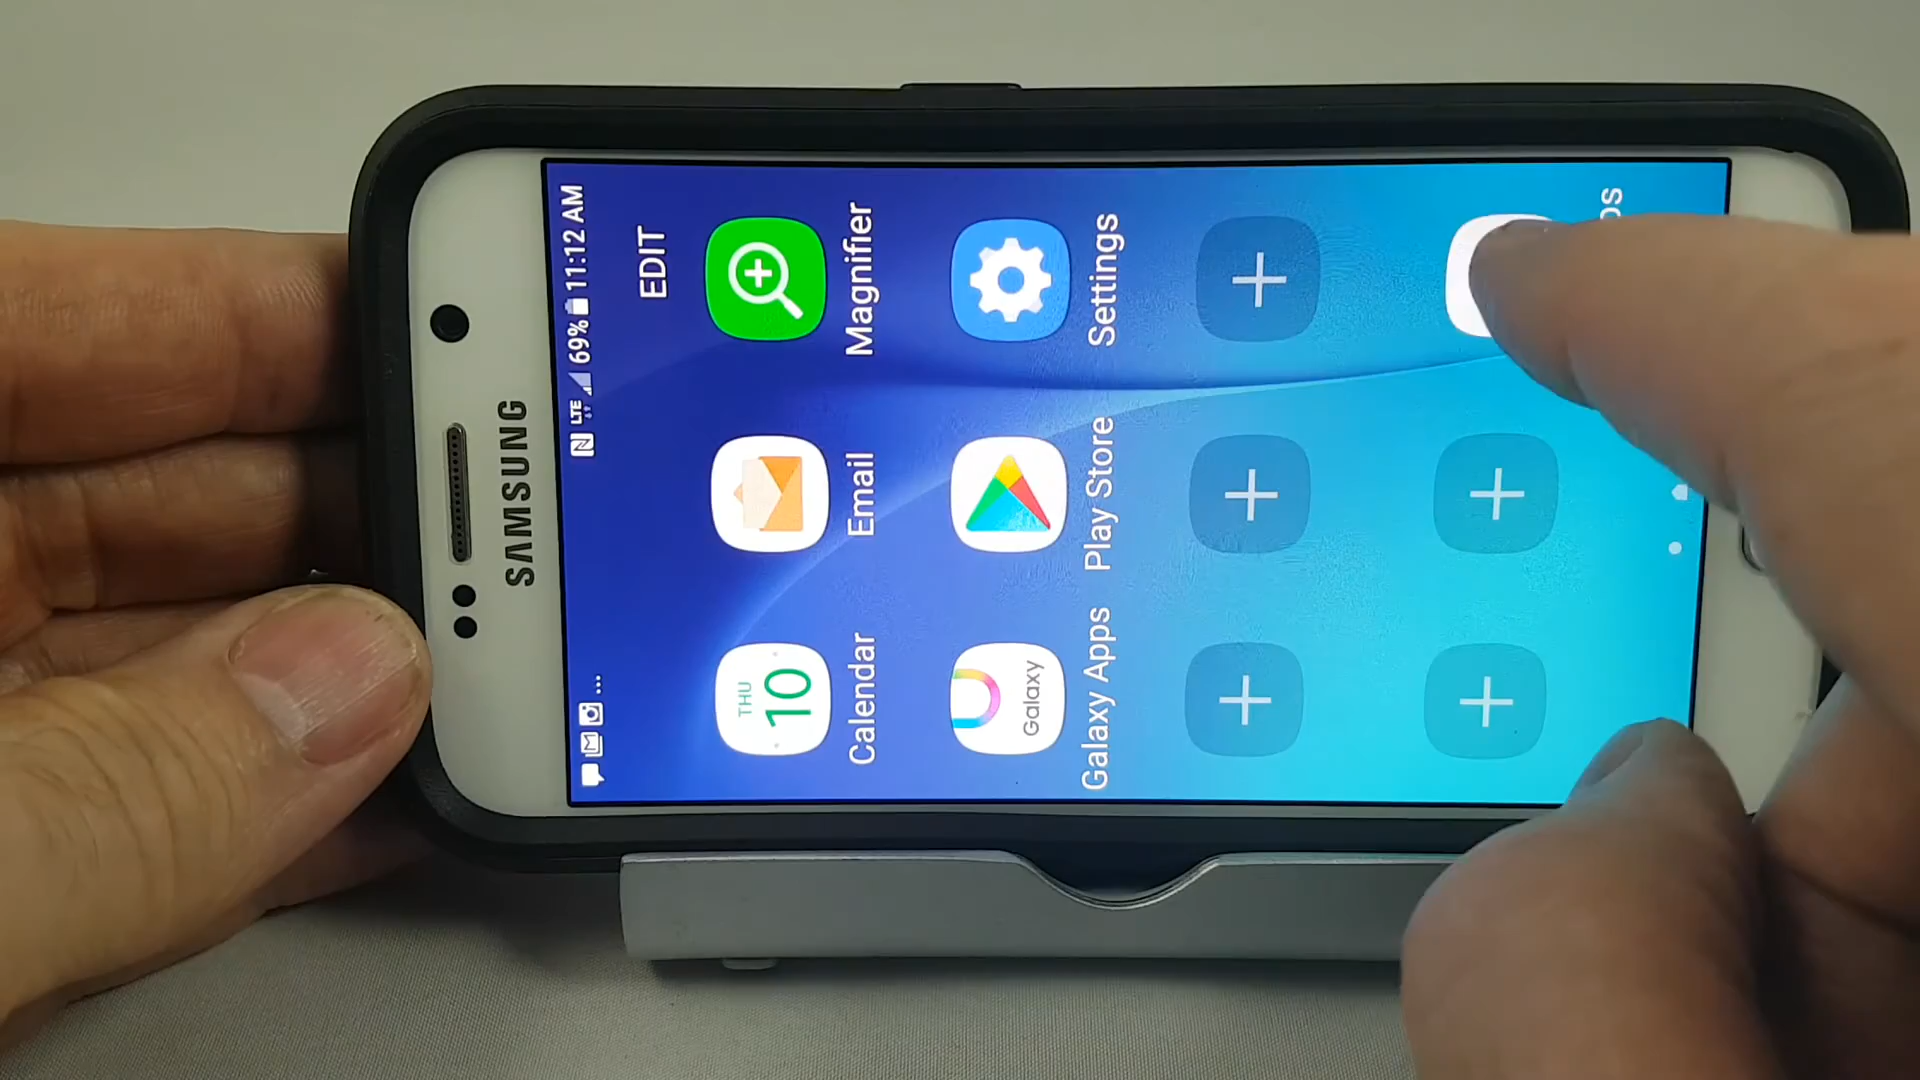 SAMSUNG
LTE 69% 11:12 AM
EDIT
THU
10
Calendar
Email
Magnifier
Galaxy
Galaxy Apps
Play Store
Settings